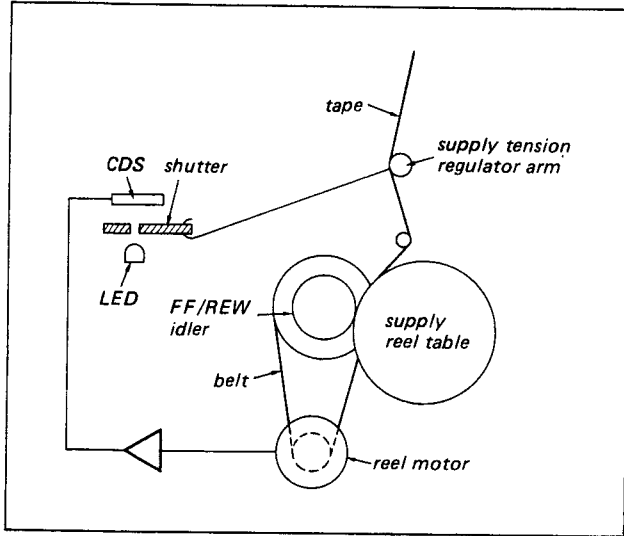 tape
supply tension
regulator arm
CDS
shutter
LED
FF/REW
idler
supply
reel table
belt
reel motor